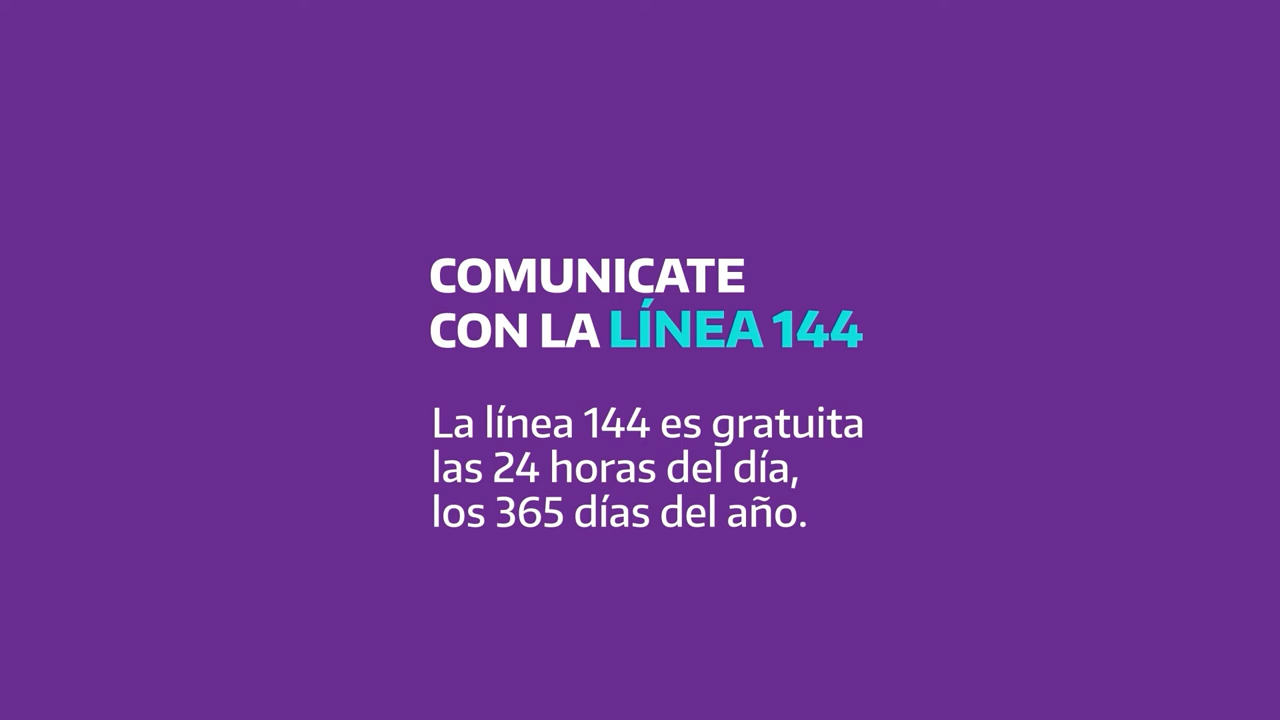 COMUNICATE
CON LA LÍNEA 144
La línea 144 es gratuita
las 24 horas del día,
los 365 días del año.